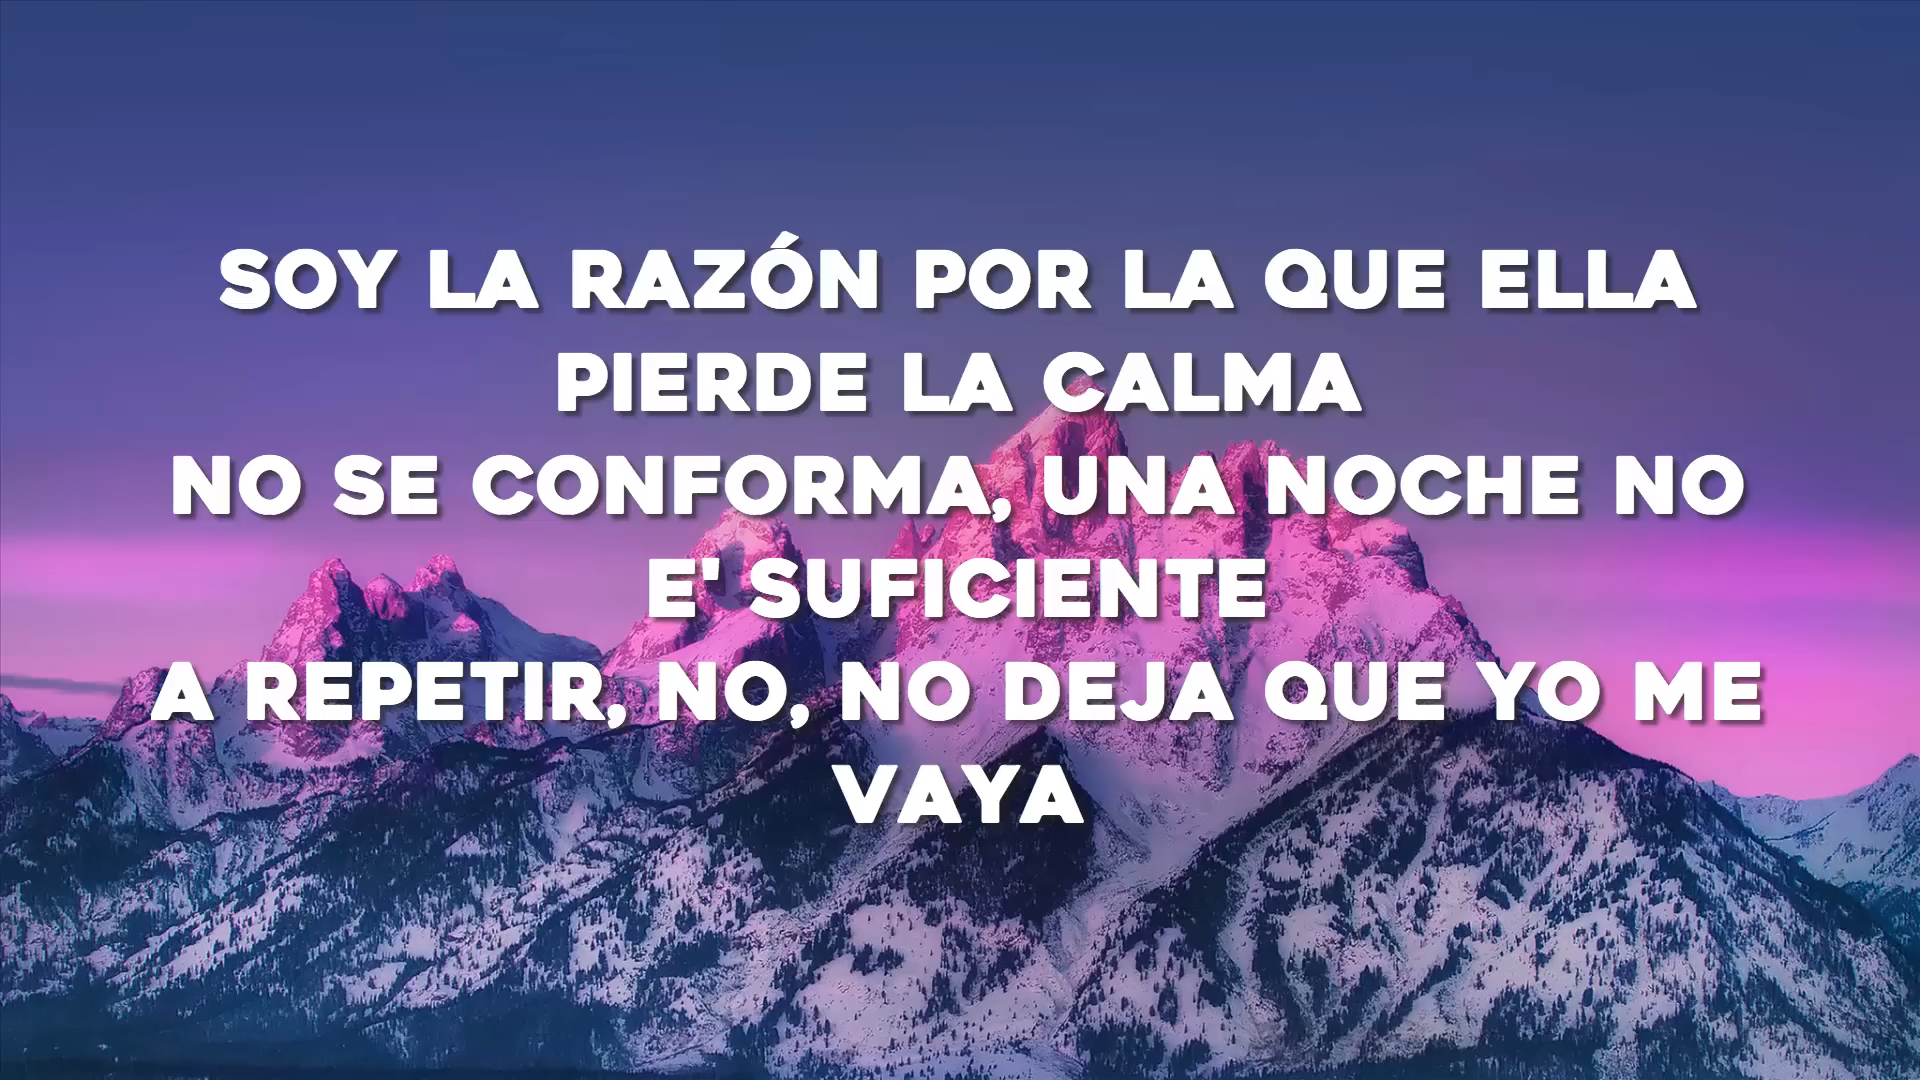 SOY LA RAZÓN POR LA QUE ELLA
PIERDE LA CALMA
NO SE CONFORMA, UNA NOCHE NO
E' SUFICIENTE
A REPETIR, NO, NO DEJA QUE YO ME
VAYA